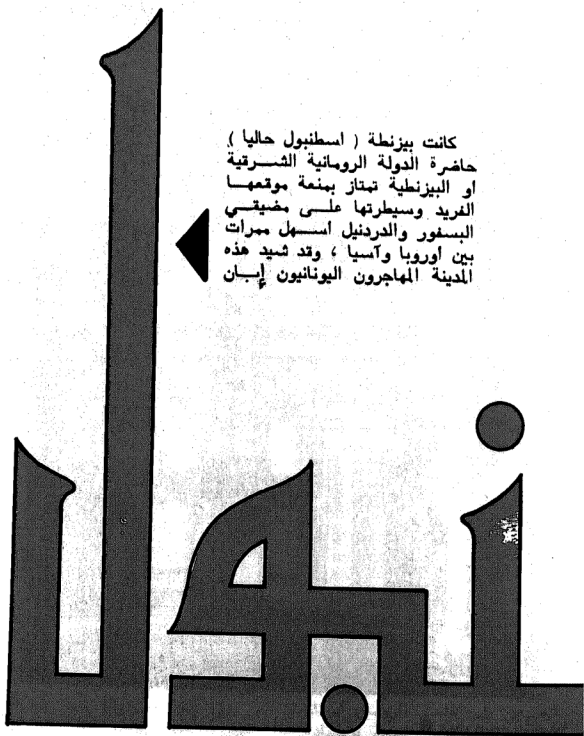 كانت بيزنطة ( اسطنبول حاليا )
حاضرة الدولة الرومانية الشرقية
او البيزنطية تمتاز بمنعة موقعها
الفريد وسيطرتها على مضيقي
البسفور والدردنيل اسهل ممرات
بين اوروبا وآسيا ، وقد شيد هذه
المدينة المهاجرون اليونانيون إبان
نبول